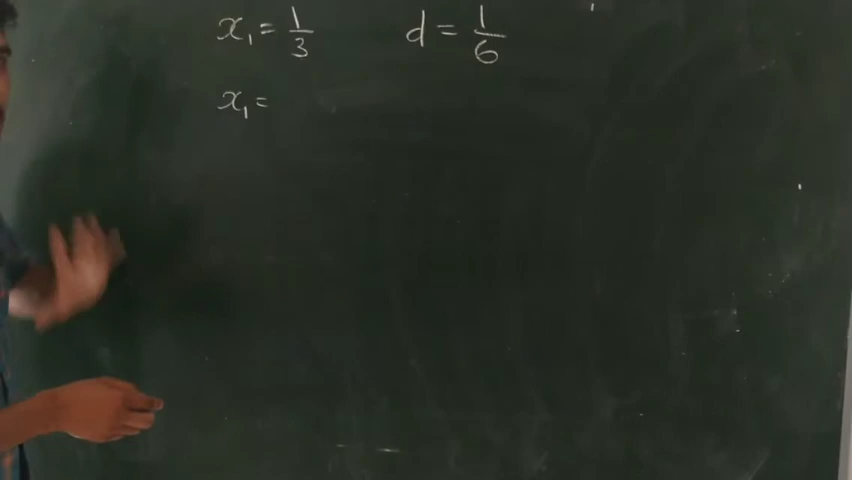 x₁ = 1/3 d = 1/6
x₁ =